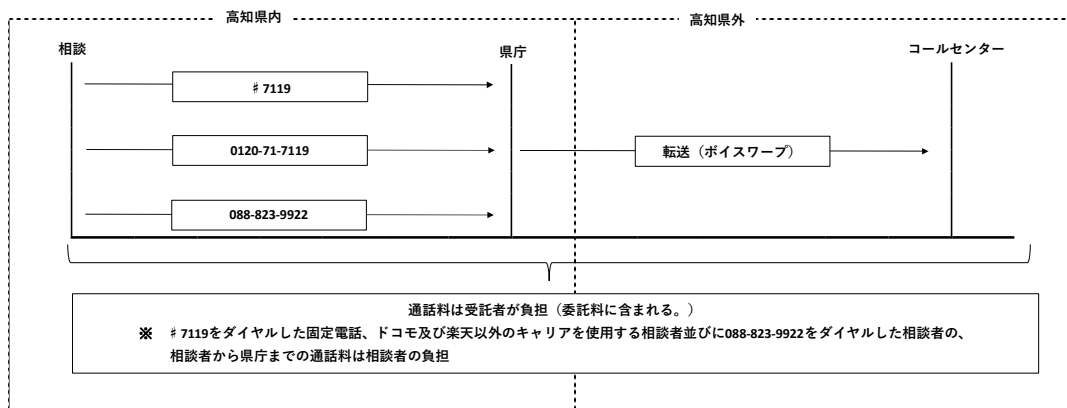 高知県内
高知県外
相談
県庁
コールセンター
♯7119
0120-71-7119
転送（ボイスワープ）
088-823-9922
通話料は受託者が負担（委託料に含まれる。）
※ ♯7119をダイヤルした固定電話、ドコモ及び楽天以外のキャリアを使用する相談者並びに088-823-9922をダイヤルした相談者の、
相談者から県庁までの通話料は相談者の負担